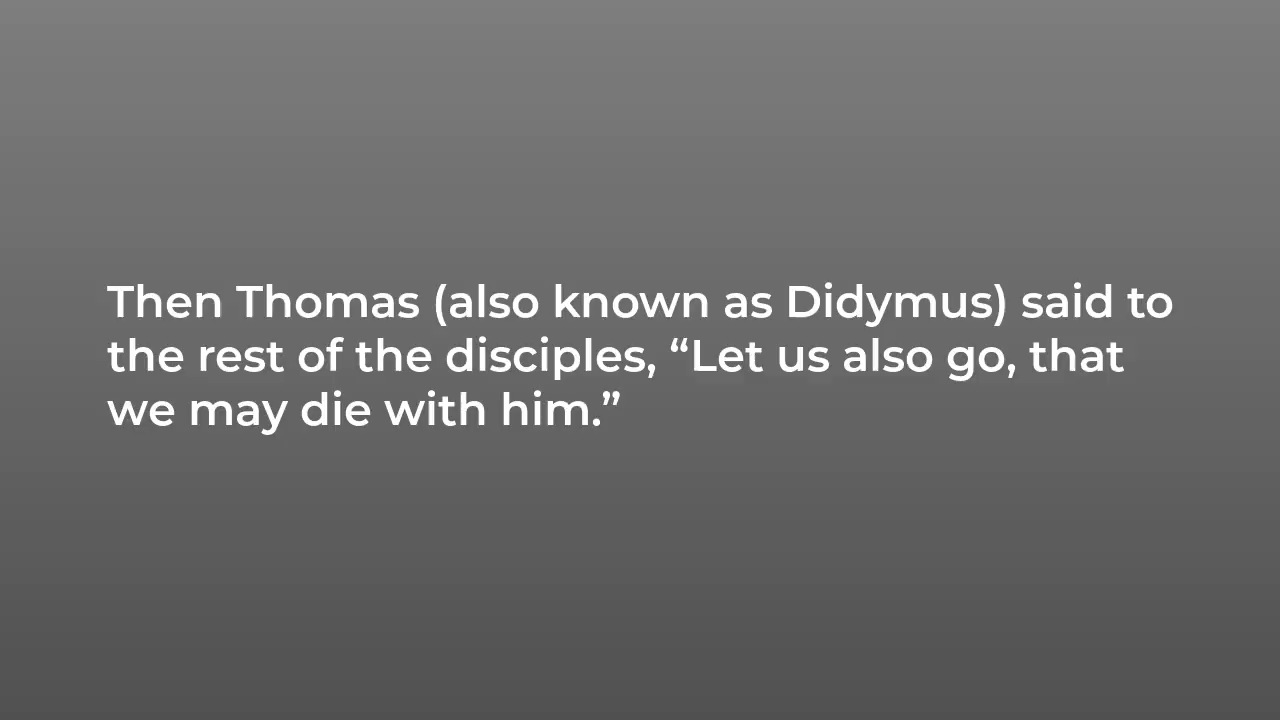 Then Thomas (also known as Didymus) said to
the rest of the disciples, “Let us also go, that
we may die with him.”